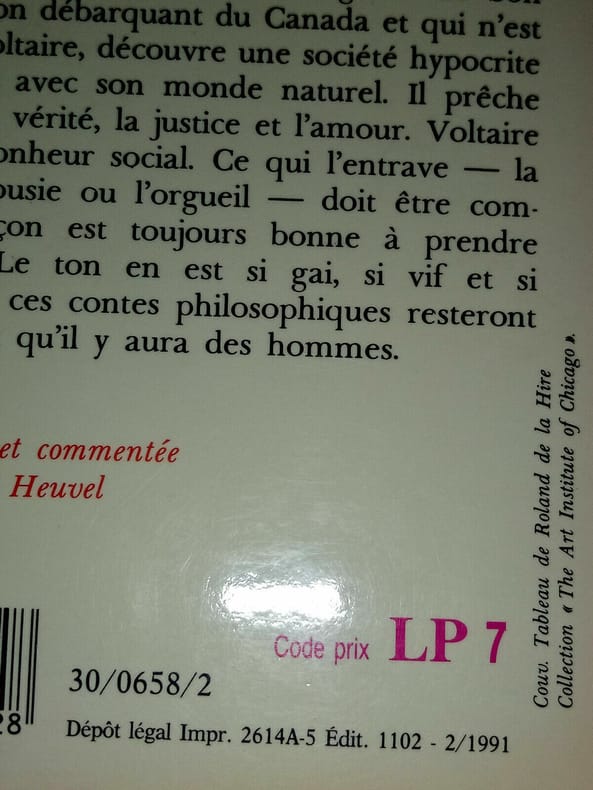 on débarquant du Canada et qui n'est
oltaire, découvre une société hypocrite
avec son monde naturel. Il prêche
vérité, la justice et l'amour. Voltaire
onheur social. Ce qui l'entrave — la
ousie ou l'orgueil — doit être com-
çon est toujours bonne à prendre
Le ton en est si gai, si vif et si
ces contes philosophiques resteront
qu'il y aura des hommes.
et commentée
Heuvel
Code prix LP 7
30/0658/2
28
Dépôt légal Impr. 2614A-5 Édit. 1102 - 2/1991
Couv. Tableau de Roland de la Hire
Collection « The Art Institute of Chicago ».